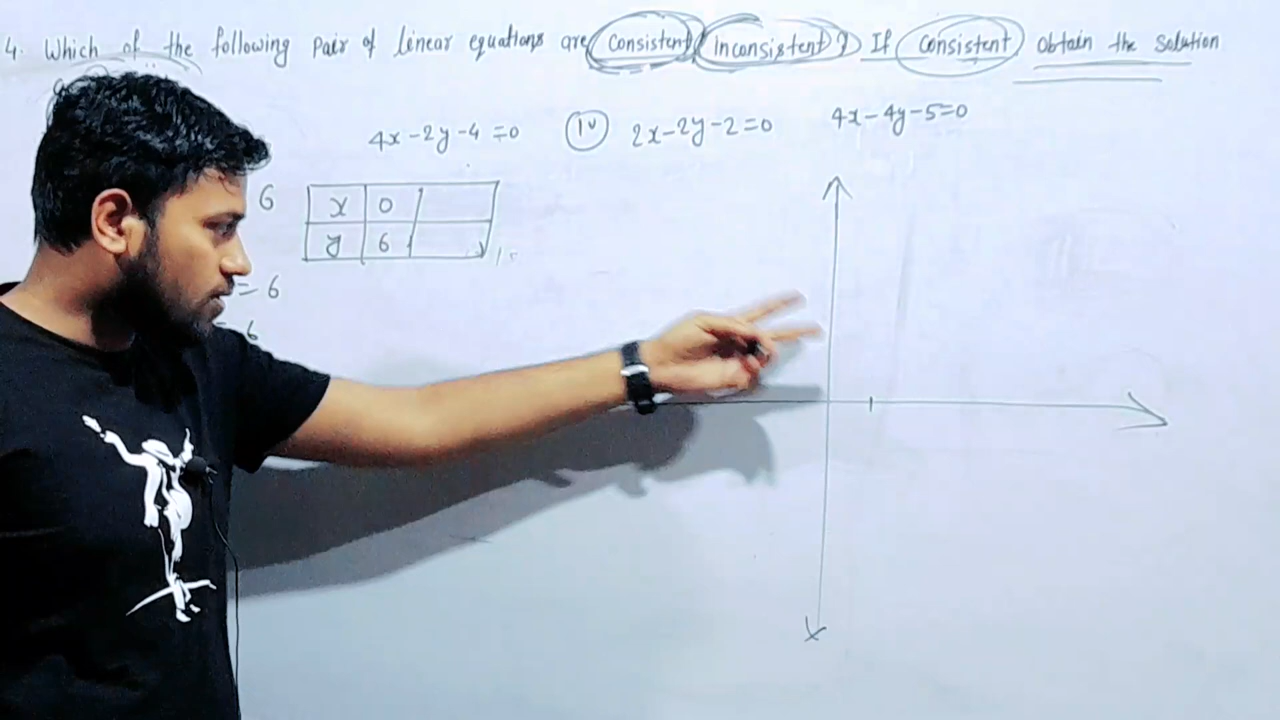 4. Which of the following pair of linear equations are consistent / Inconsistent? If consistent obtain the solution
4x-2y-4=0 (iv) 2x-2y-2=0 4x-4y-5=0
6
x 0
y 6
= 6
= 6